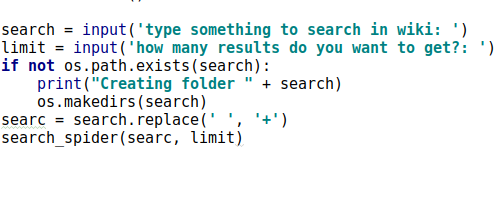 search = input('type something to search in wiki: ')
limit = input('how many results do you want to get?: ')
if not os.path.exists(search):
    print("Creating folder " + search)
    os.makedirs(search)
searc = search.replace(' ', '+')
search_spider(searc, limit)